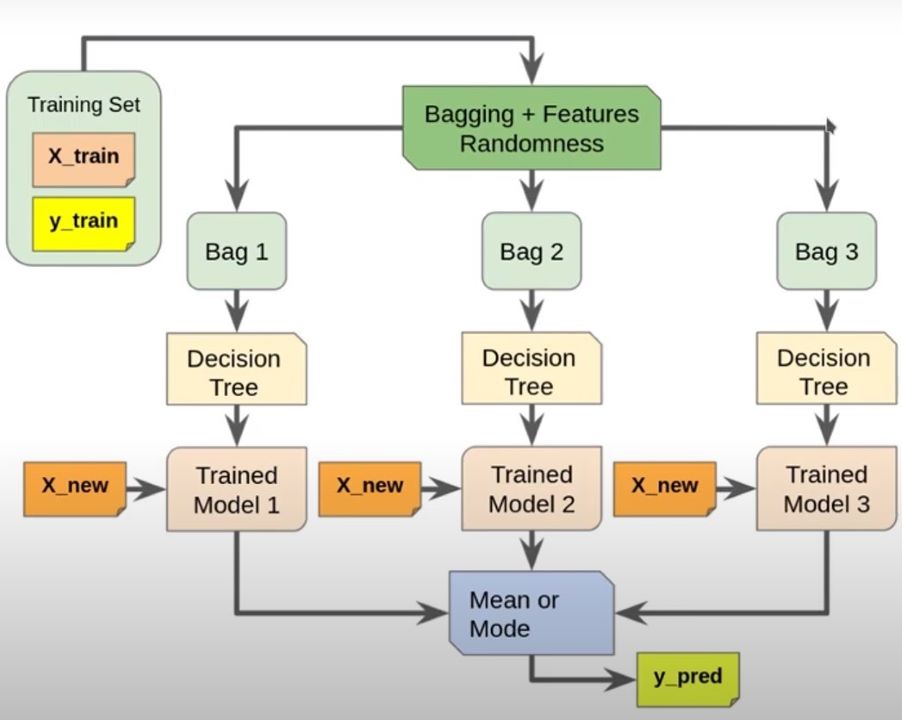 Training Set
X_train
y_train
Bagging + Features
Randomness
Bag 1
Bag 2
Bag 3
Decision
Tree
Decision
Tree
Decision
Tree
X_new
Trained
Model 1
X_new
Trained
Model 2
X_new
Trained
Model 3
Mean or
Mode
y_pred